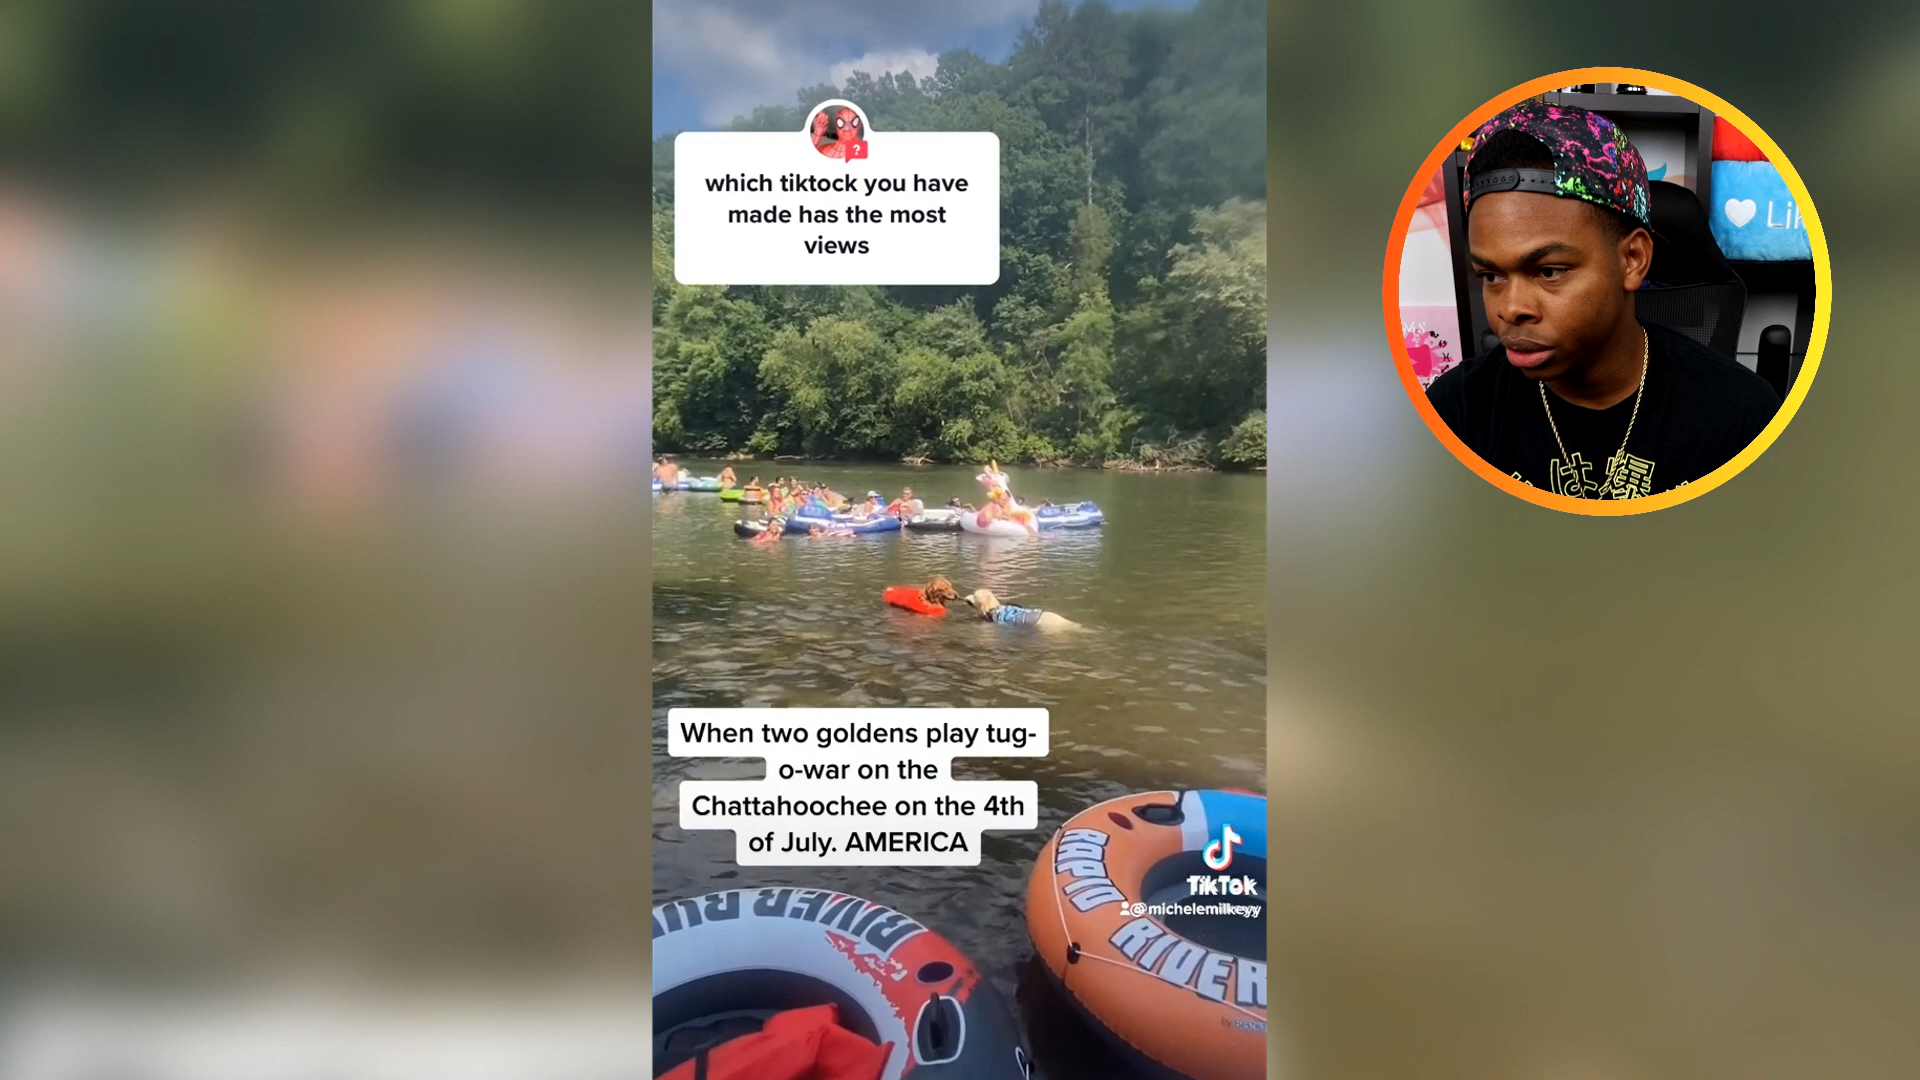 which tiktock you have
made has the most
views
?
Lik
When two goldens play tug-
o-war on the
Chattahoochee on the 4th
of July. AMERICA
TikTok
@michelemilkeyy
RIVER RUN
RAPID
RIDER